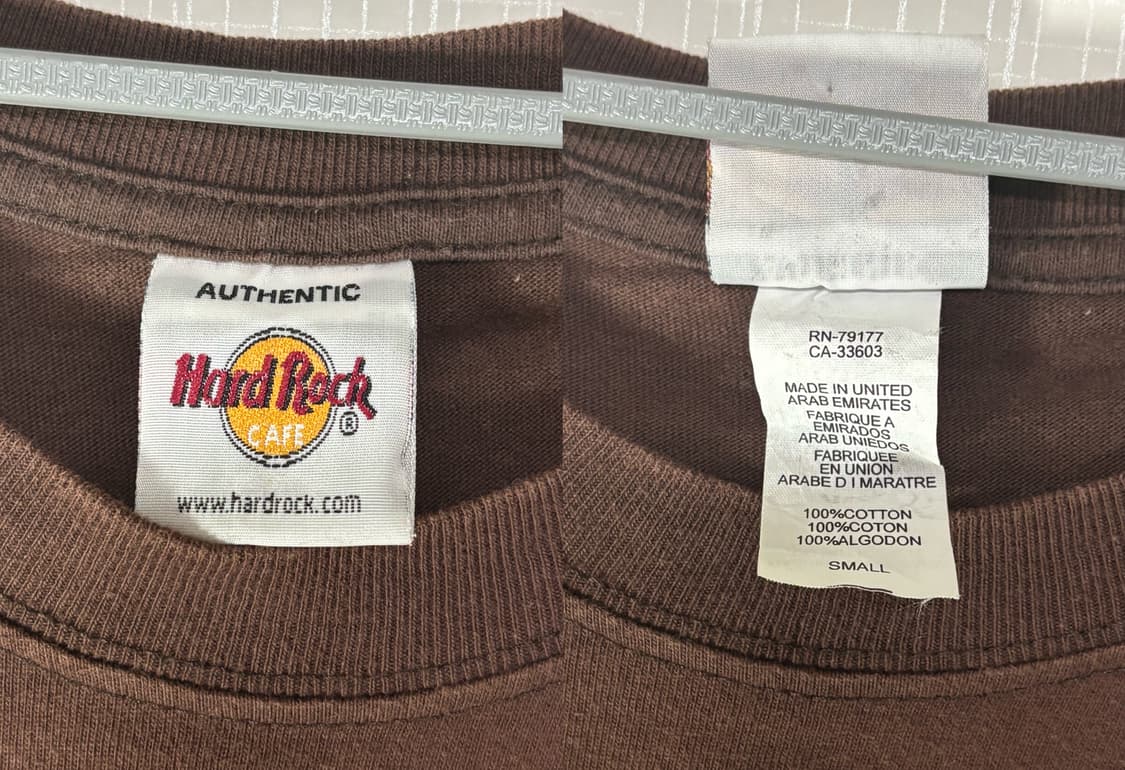 AUTHENTIC
Hard Rock
CAFE
®
www.hardrock.com
RN-79177
CA-33603
MADE IN UNITED
ARAB EMIRATES
FABRIQUE A
EMIRADOS
ARAB UNIEDOS
FABRIQUEE
EN UNION
ARABE D I MARATRE
100%COTTON
100%COTON
100%ALGODON
SMALL